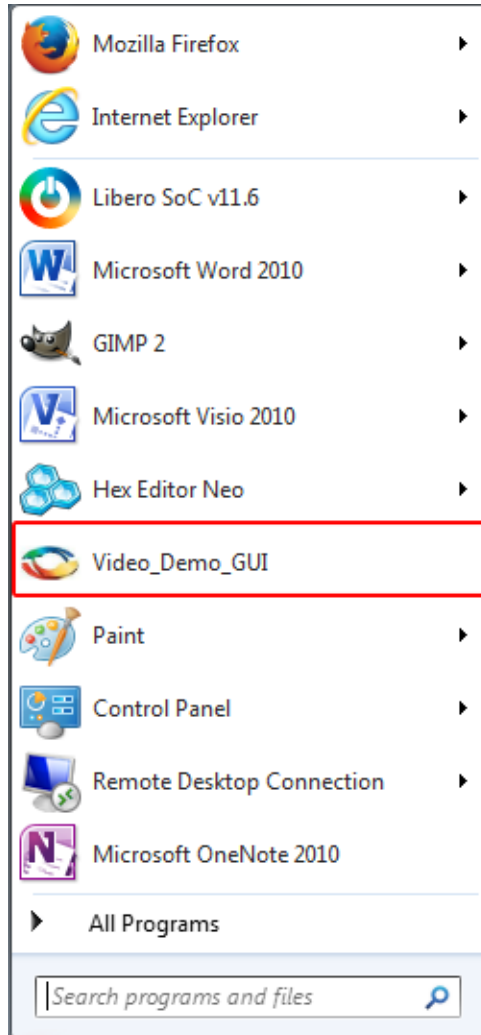 Mozilla Firefox
Internet Explorer
Libero SoC v11.6
Microsoft Word 2010
GIMP 2
Microsoft Visio 2010
Hex Editor Neo
Video_Demo_GUI
Paint
Control Panel
Remote Desktop Connection
Microsoft OneNote 2010
All Programs
Search programs and files